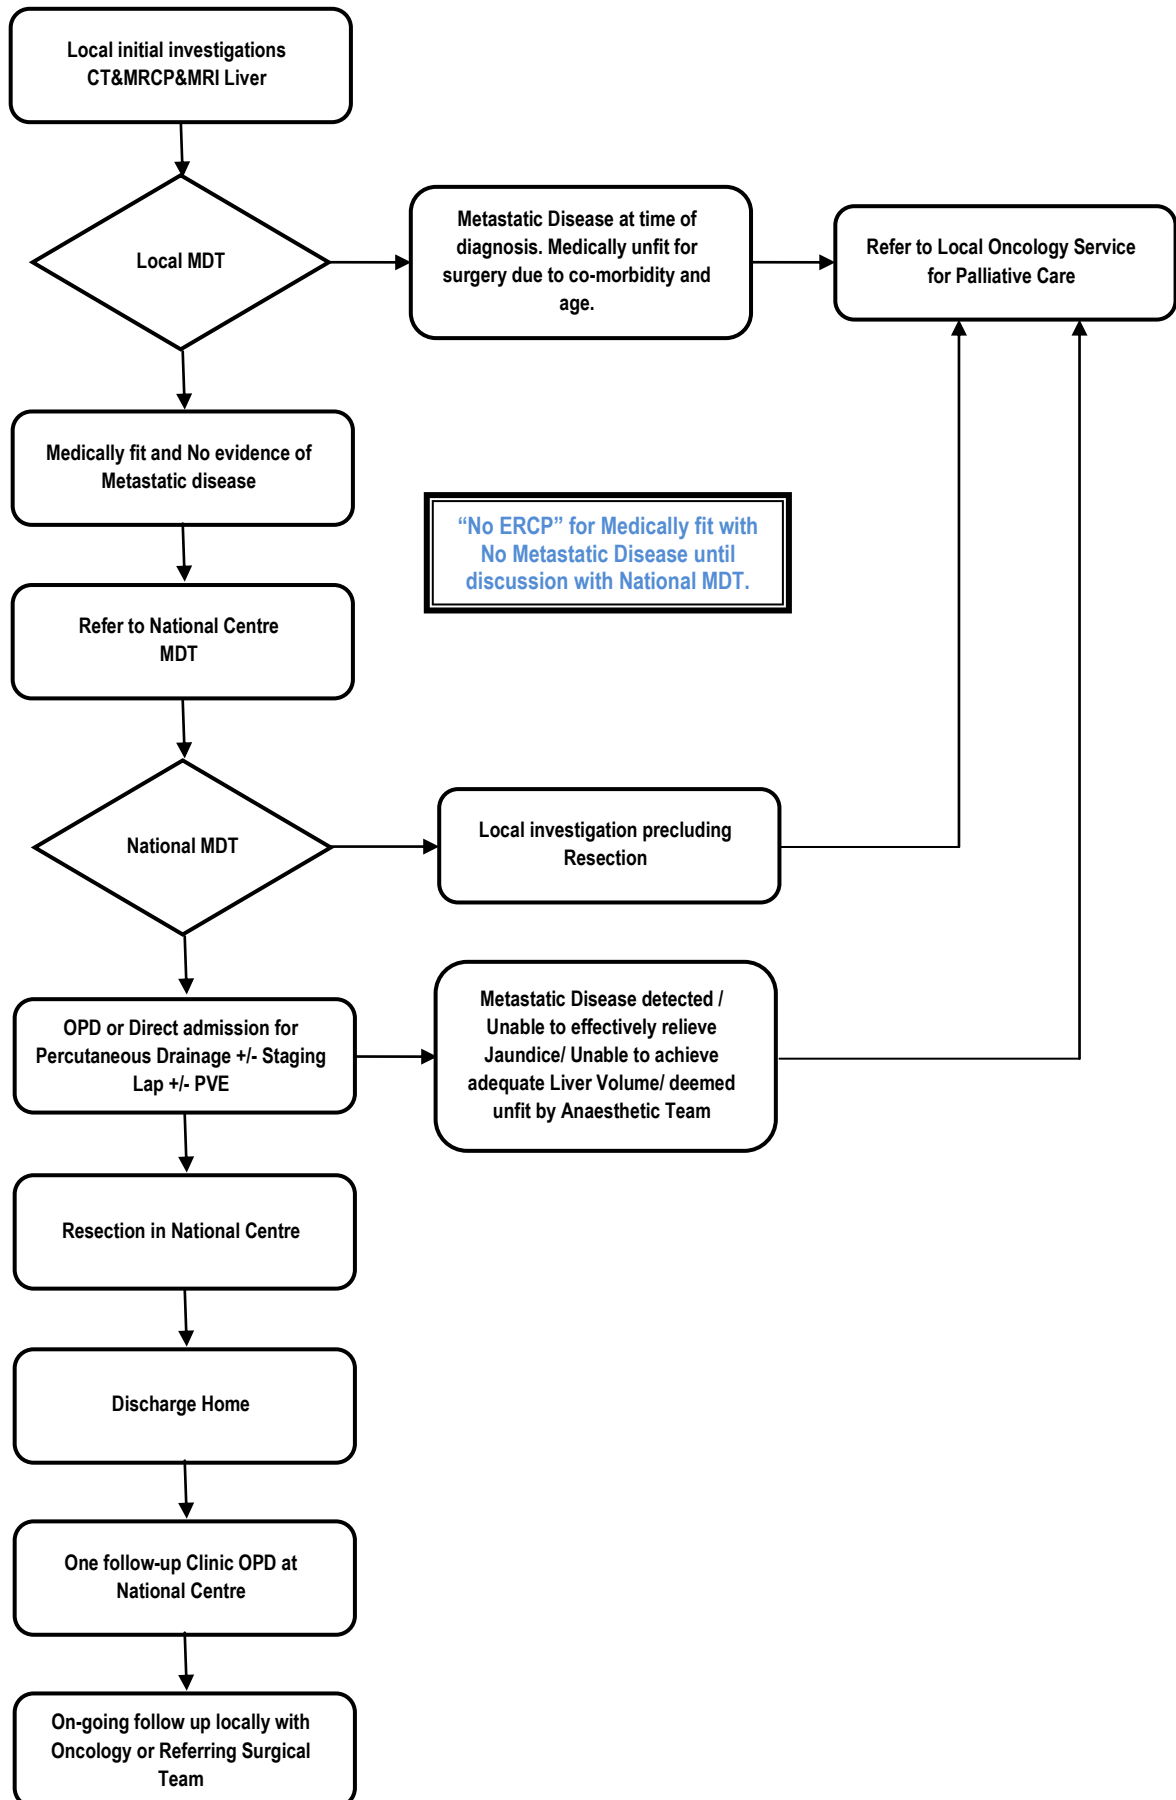 Local initial investigations
CT&MRCP&MRI Liver
Local MDT
Metastatic Disease at time of
diagnosis. Medically unfit for
surgery due to co-morbidity and
age.
Refer to Local Oncology Service
for Palliative Care
Medically fit and No evidence of
Metastatic disease
“No ERCP” for Medically fit with
No Metastatic Disease until
discussion with National MDT.
Refer to National Centre
MDT
National MDT
Local investigation precluding
Resection
OPD or Direct admission for
Percutaneous Drainage +/- Staging
Lap +/- PVE
Metastatic Disease detected /
Unable to effectively relieve
Jaundice/ Unable to achieve
adequate Liver Volume/ deemed
unfit by Anaesthetic Team
Resection in National Centre
Discharge Home
One follow-up Clinic OPD at
National Centre
On-going follow up locally with
Oncology or Referring Surgical
Team